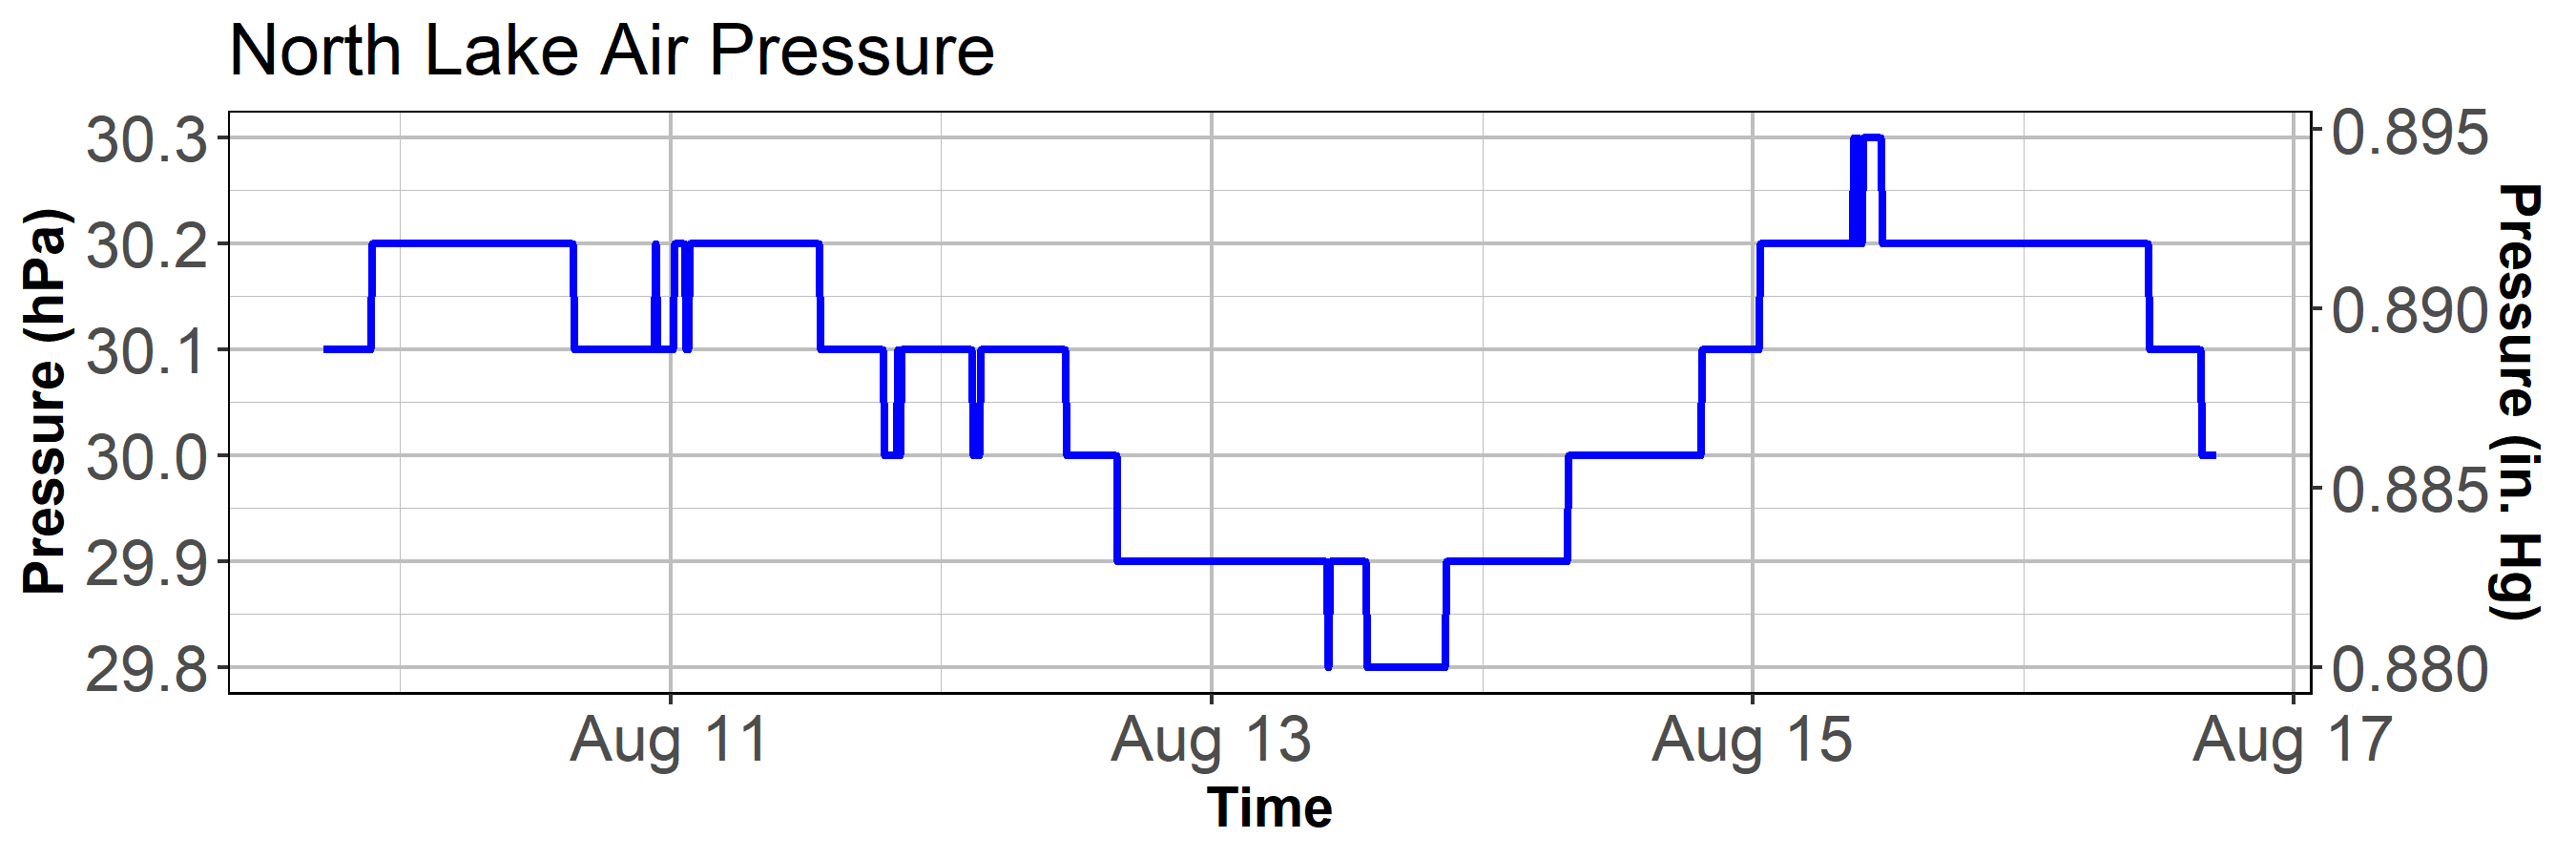 North Lake Air Pressure
Pressure (hPa)
30.3
30.2
30.1
30.0
29.9
29.8
0.895
0.890
0.885
0.880
Pressure (in. Hg)
Aug 11
Aug 13
Aug 15
Aug 17
Time